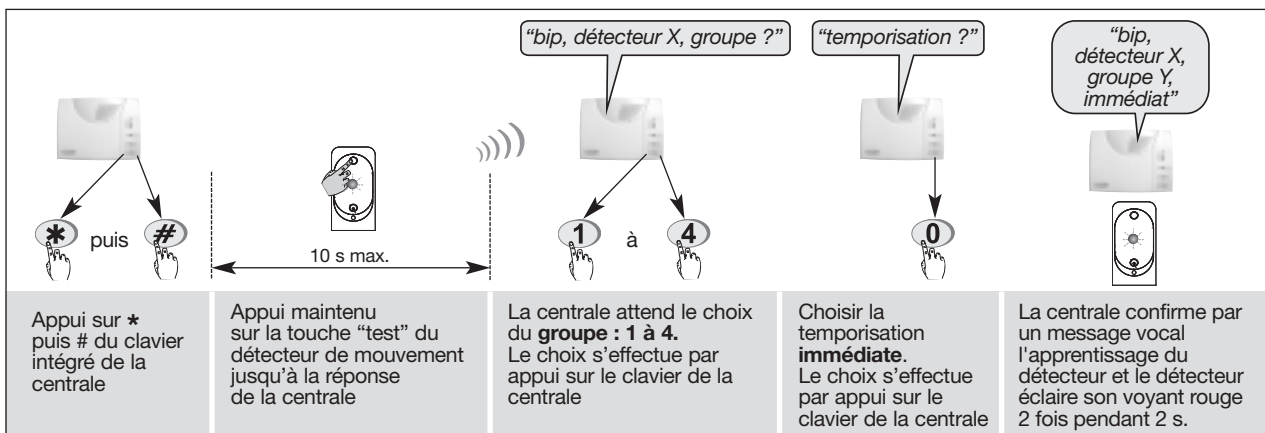 “bip, détecteur X, groupe ?”
“temporisation ?”
“bip,
détecteur X,
groupe Y,
immédiat”
* puis #
10 s max.
1 à 4
0
Appui sur *
puis # du clavier
intégré de la
centrale
Appui maintenu
sur la touche “test” du
détecteur de mouvement
jusqu’à la réponse
de la centrale
La centrale attend le choix
du groupe : 1 à 4.
Le choix s’effectue par
appui sur le clavier de la
centrale
Choisir la
temporisation
immédiate.
Le choix s’effectue
par appui sur le
clavier de la centrale
La centrale confirme par
un message vocal
l'apprentissage du
détecteur et le détecteur
éclaire son voyant rouge
2 fois pendant 2 s.